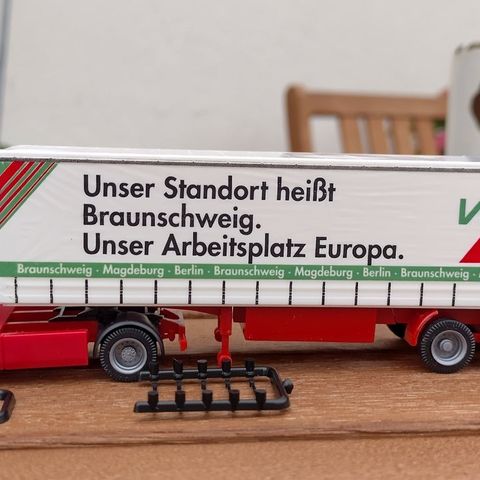 Unser Standort heißt
Braunschweig.
Unser Arbeitsplatz Europa.
Braunschweig · Magdeburg · Berlin · Braunschweig · Magdeburg · Berlin · Braunschweig ·